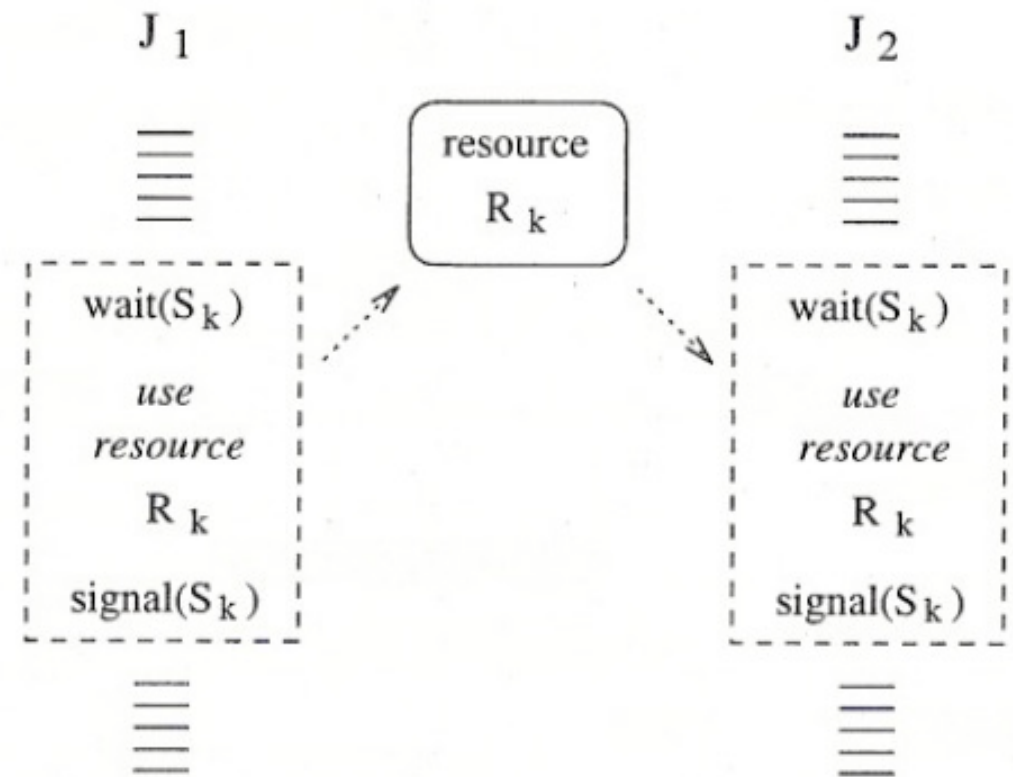 J 1
wait(S k )
use
resource
R k
signal(S k )
resource
R k
J 2
wait(S k )
use
resource
R k
signal(S k )